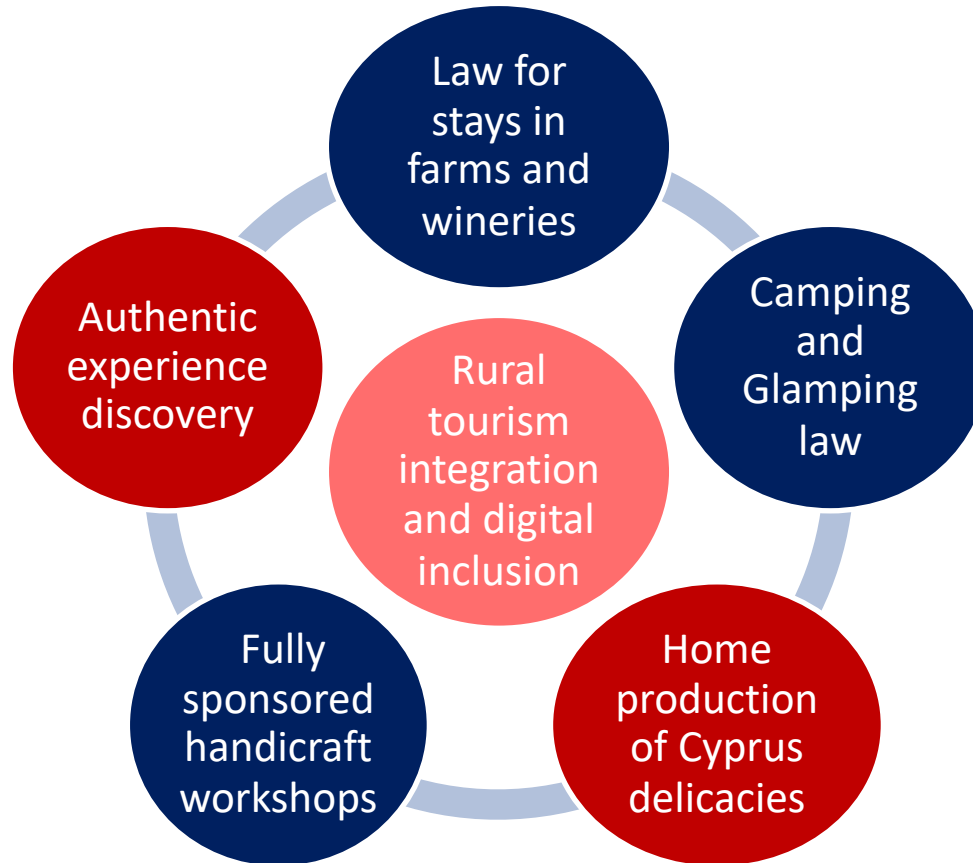 Law for
stays in
farms and
wineries
Camping
and
Glamping
law
Home
production
of Cyprus
delicacies
Fully
sponsored
handicraft
workshops
Authentic
experience
discovery
Rural
tourism
integration
and digital
inclusion